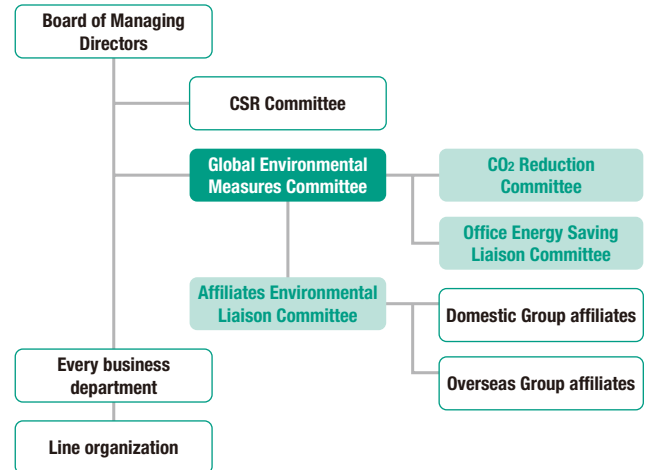 Board of Managing
Directors
CSR Committee
Global Environmental
Measures Committee
CO2 Reduction
Committee
Office Energy Saving
Liaison Committee
Affiliates Environmental
Liaison Committee
Domestic Group affiliates
Every business
department
Overseas Group affiliates
Line organization